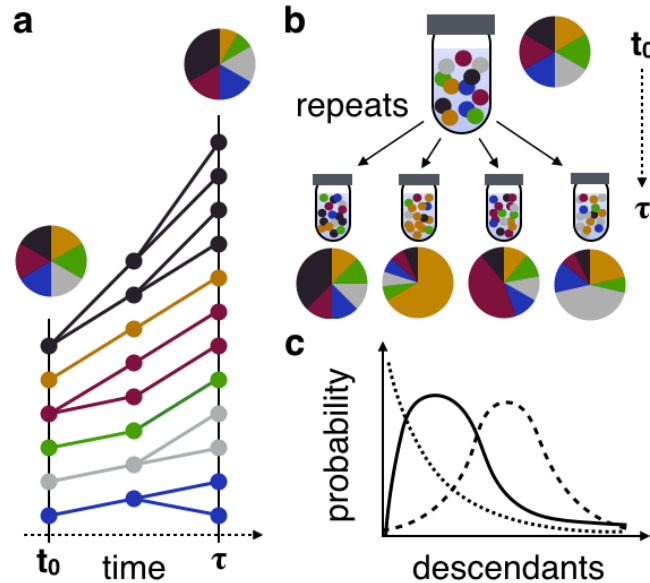 a
t₀
time
τ
b
repeats
t₀
τ
c
probability
descendants